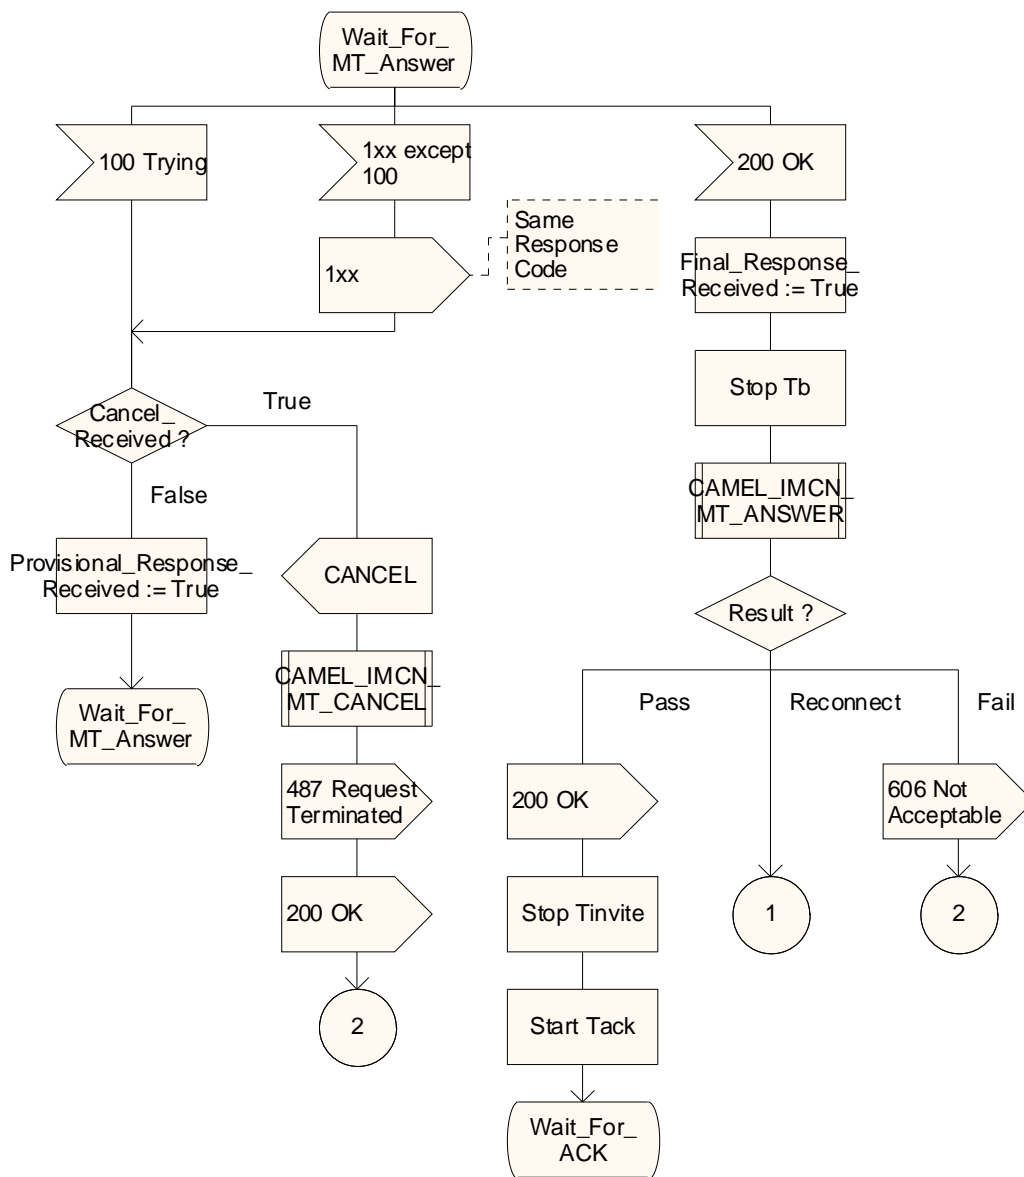 Wait_For_
MT_Answer
100 Trying
1xx except
100
200 OK
Same
Response
Code
1xx
Final_Response_
Received := True
Stop Tb
Cancel_
Received ?
True
False
CAMEL_IMCN_
MT_ANSWER
Provisional_Response_
Received := True
CANCEL
Result ?
CAMEL_IMCN_
MT_CANCEL
Pass
Reconnect
Fail
Wait_For_
MT_Answer
487 Request
Terminated
200 OK
606 Not
Acceptable
200 OK
Stop Tinvite
1
2
2
Start Tack
Wait_For_
ACK